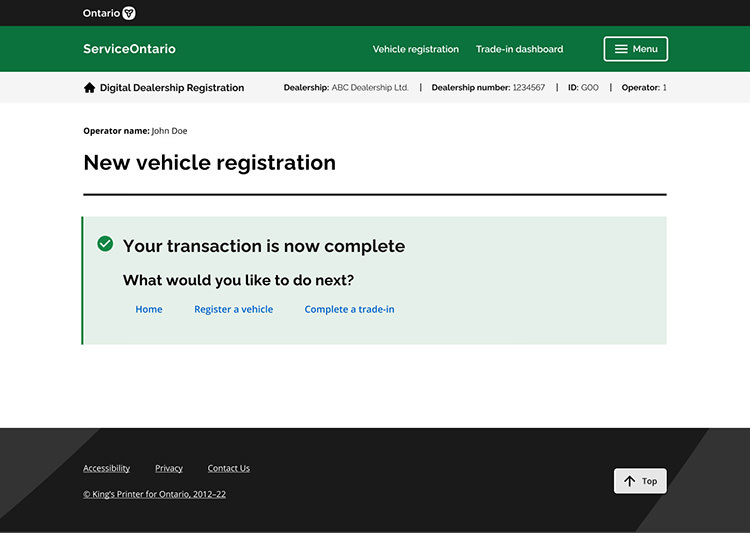 Ontario
ServiceOntario Vehicle registration Trade-in dashboard Menu
Digital Dealership Registration Dealership: ABC Dealership Ltd. | Dealership number: 1234567 | ID: GOO | Operator: 1
Operator name: John Doe
New vehicle registration
Your transaction is now complete
What would you like to do next?
Home Register a vehicle Complete a trade-in
Accessibility Privacy Contact Us
Top
© King's Printer for Ontario, 2012–22